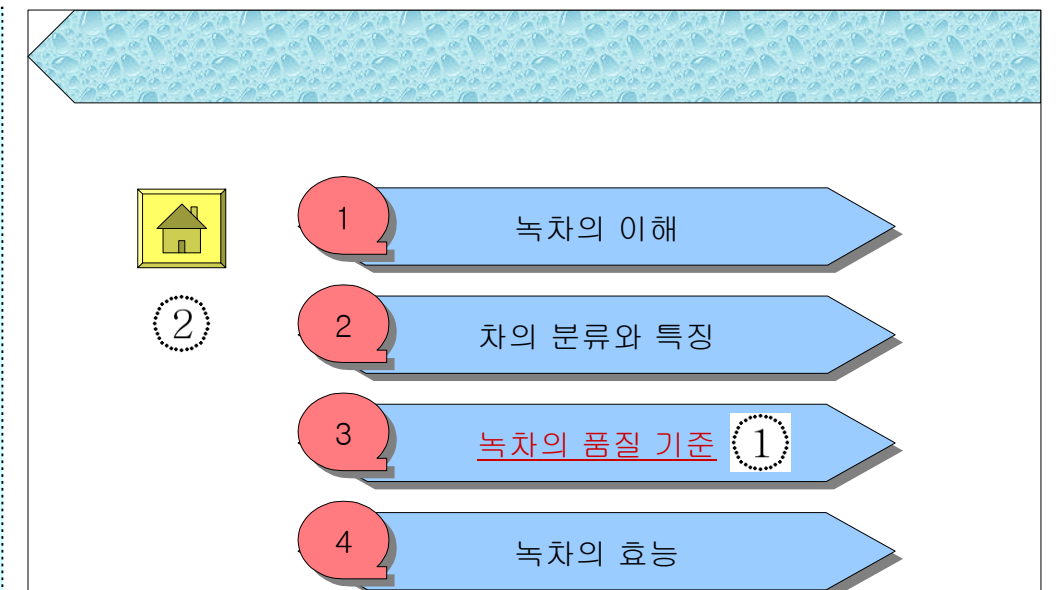 1 녹차의 이해
② 2 차의 분류와 특징
3 녹차의 품질 기준 ①
4 녹차의 효능